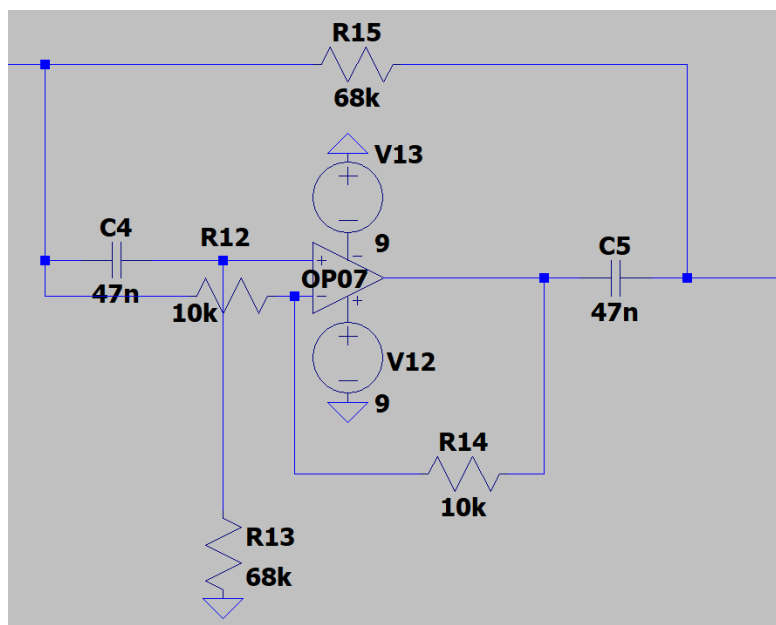 R15
68k
V13
+
−
9
C4
47n
R12
10k
+
−
OP07
−
+
C5
47n
+
−
V12
9
R14
10k
R13
68k